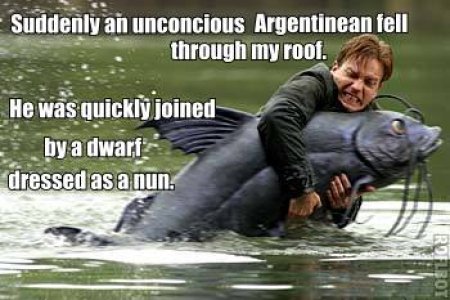 Suddenly an unconcious Argentinean fell
through my roof.
He was quickly joined
by a dwarf
dressed as a nun.